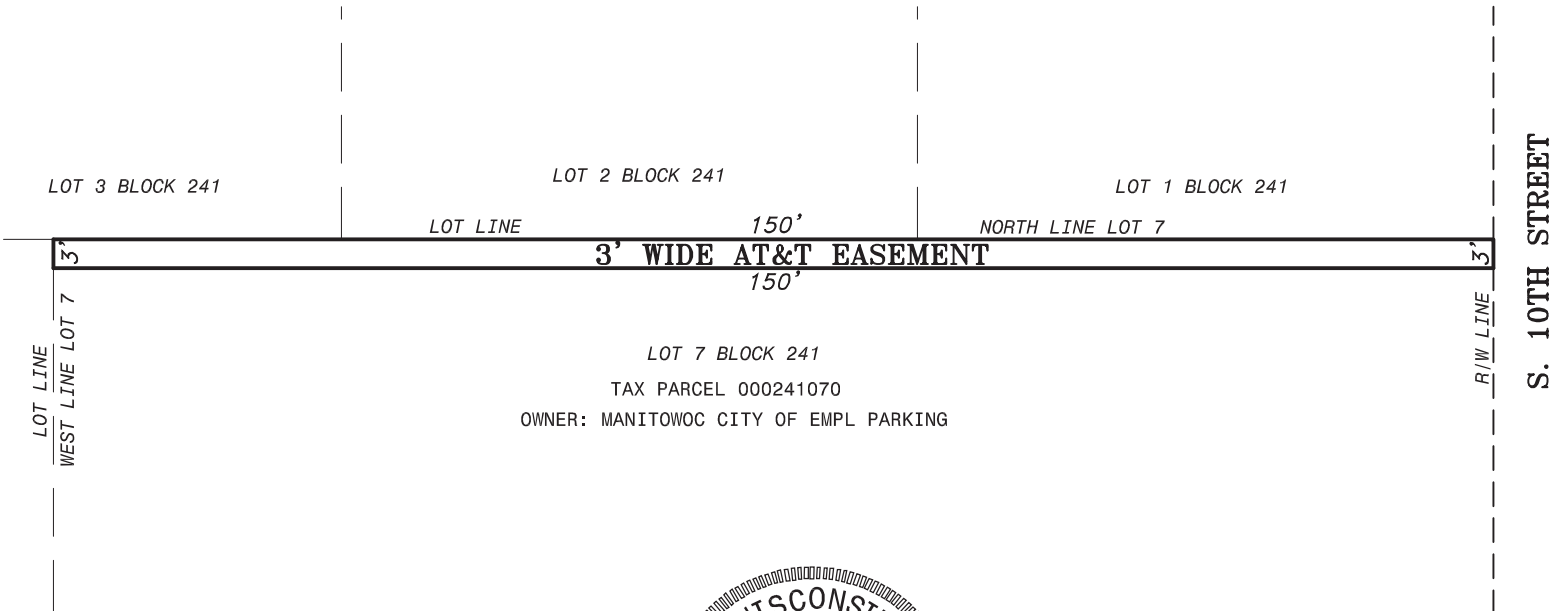 LOT 3 BLOCK 241
LOT 2 BLOCK 241
LOT 1 BLOCK 241
LOT LINE
150'
NORTH LINE LOT 7
3'
3' WIDE AT&T EASEMENT
3'
150'
LOT LINE
WEST LINE LOT 7
R/W LINE
S. 10TH STREET
LOT 7 BLOCK 241
TAX PARCEL 000241070
OWNER: MANITOWOC CITY OF EMPL PARKING